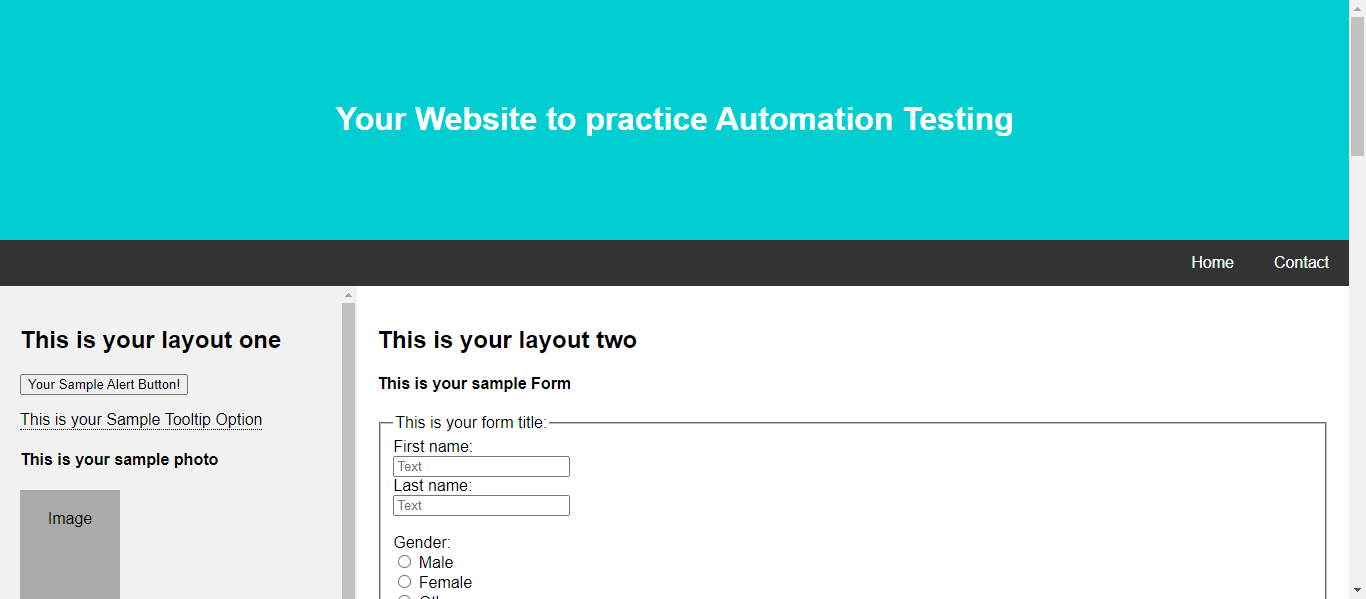 Your Website to practice Automation Testing
Home Contact
This is your layout one
Your Sample Alert Button!
This is your Sample Tooltip Option
This is your sample photo
Image
This is your layout two
This is your sample Form
This is your form title:
First name:
Text
Last name:
Text
Gender:
Male
Female